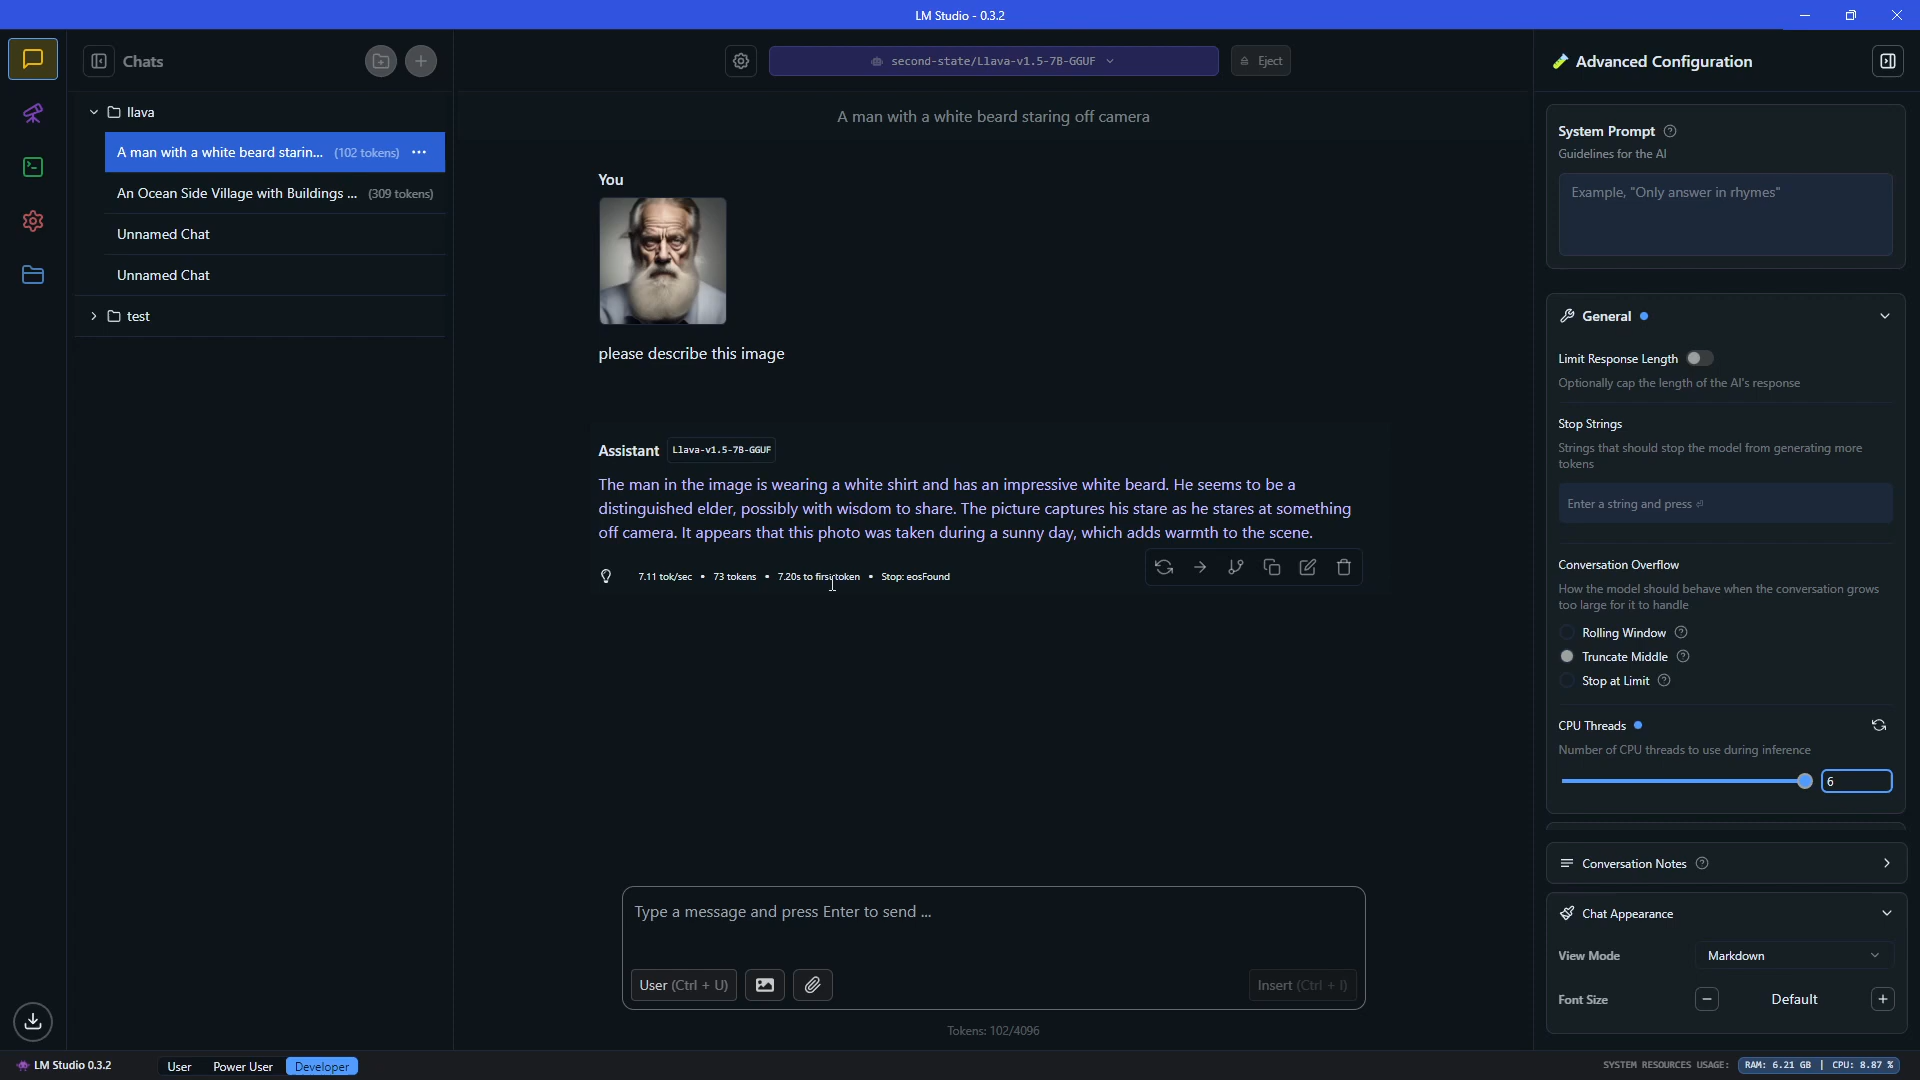 LM Studio - 0.3.2
Chats
llava
A man with a white beard starin... (102 tokens)
An Ocean Side Village with Buildings ... (309 tokens)
Unnamed Chat
Unnamed Chat
test
second-state/Llava-v1.5-7B-GGUF
Eject
A man with a white beard staring off camera
You
please describe this image
Assistant Llava-v1.5-7B-GGUF
The man in the image is wearing a white shirt and has an impressive white beard. He seems to be a
distinguished elder, possibly with wisdom to share. The picture captures his stare as he stares at something
off camera. It appears that this photo was taken during a sunny day, which adds warmth to the scene.
7.11 tok/sec • 73 tokens • 7.20s to first token • Stop: eosFound
Type a message and press Enter to send ...
User (Ctrl + U)
Insert (Ctrl + I)
Tokens: 102/4096
Advanced Configuration
System Prompt
Guidelines for the AI
Example, "Only answer in rhymes"
General
Limit Response Length
Optionally cap the length of the AI's response
Stop Strings
Strings that should stop the model from generating more
tokens
Enter a string and press ⏎
Conversation Overflow
How the model should behave when the conversation grows
too large for it to handle
Rolling Window
Truncate Middle
Stop at Limit
CPU Threads
Number of CPU threads to use during inference
6
Conversation Notes
Chat Appearance
View Mode Markdown
Font Size Default
LM Studio 0.3.2
User Power User Developer
SYSTEM RESOURCES USAGE: RAM: 6.21 GB | CPU: 8.87 %